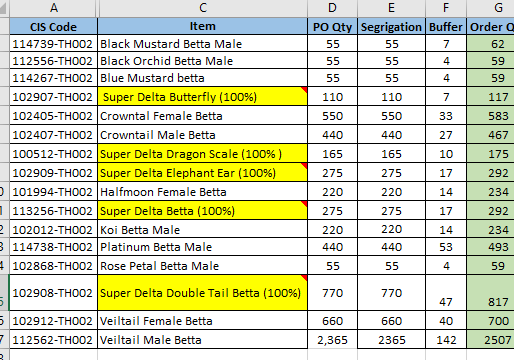 A C D E F G
CIS Code Item PO Qty Segrigation Buffer Order Q
114739-TH002 Black Mustard Betta Male 55 55 7 62
112556-TH002 Black Orchid Betta Male 55 55 4 59
114267-TH002 Blue Mustard betta 55 55 4 59
102907-TH002 Super Delta Butterfly (100%) 110 110 7 117
102405-TH002 Crowntal Female Betta 550 550 33 583
102407-TH002 Crowntail Male Betta 440 440 27 467
100512-TH002 Super Delta Dragon Scale (100% ) 165 165 10 175
102909-TH002 Super Delta Elephant Ear (100%) 275 275 17 292
0 101994-TH002 Halfmoon Female Betta 220 220 14 234
1 113256-TH002 Super Delta Betta (100%) 275 275 17 292
2 102012-TH002 Koi Betta Male 220 220 14 234
3 114738-TH002 Platinum Betta Male 440 440 53 493
4 102868-TH002 Rose Petal Betta Male 55 55 4 59
5 102908-TH002 Super Delta Double Tail Betta (100%) 770 770 47 817
6 102912-TH002 Veiltail Female Betta 660 660 40 700
7 112562-TH002 Veiltail Male Betta 2,365 2365 142 2507